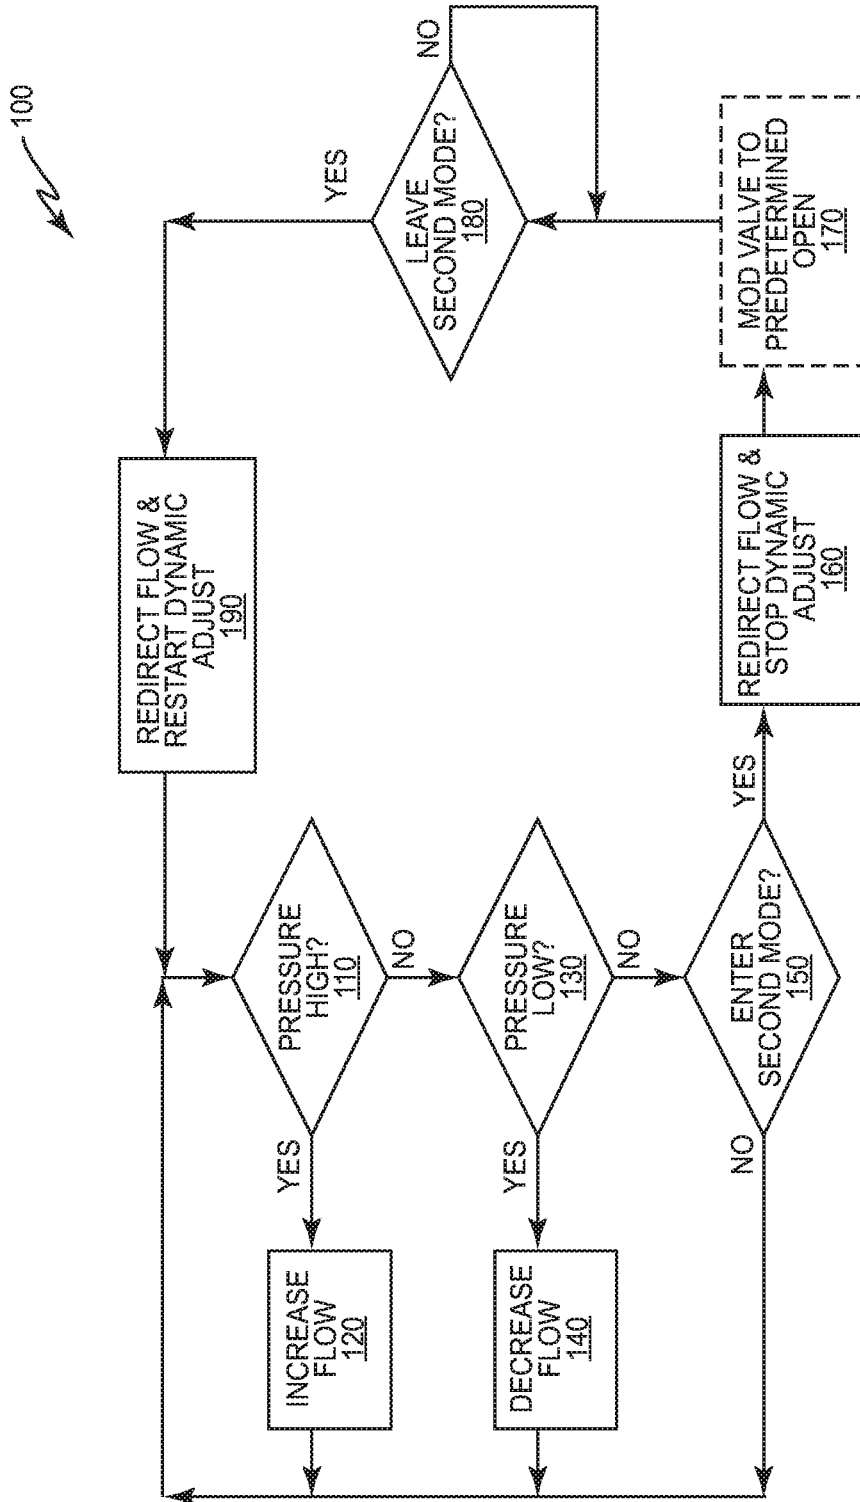 100
REDIRECT FLOW &
RESTART DYNAMIC
ADJUST
190
PRESSURE
HIGH?
110
YES
NO
INCREASE
FLOW
120
PRESSURE
LOW?
130
YES
NO
DECREASE
FLOW
140
ENTER
SECOND MODE?
150
NO
YES
REDIRECT FLOW &
STOP DYNAMIC
ADJUST
160
MOD VALVE TO
PREDETERMINED
OPEN
170
LEAVE
SECOND MODE?
180
YES
NO